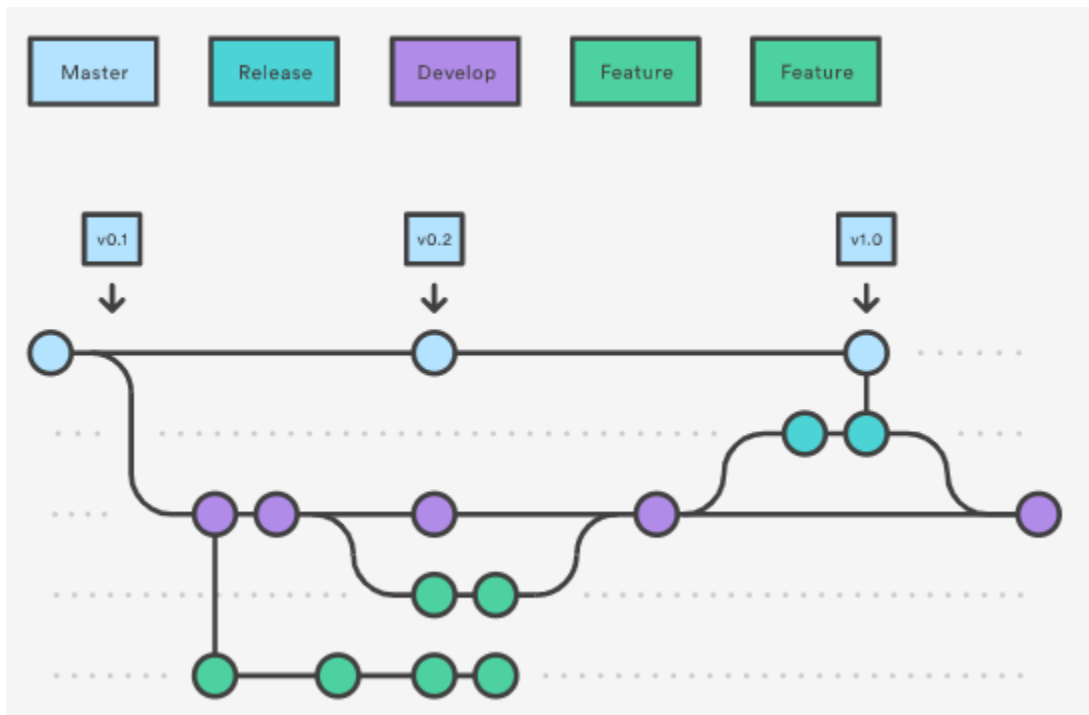 Master
Release
Develop
Feature
Feature
v0.1
v0.2
v1.0